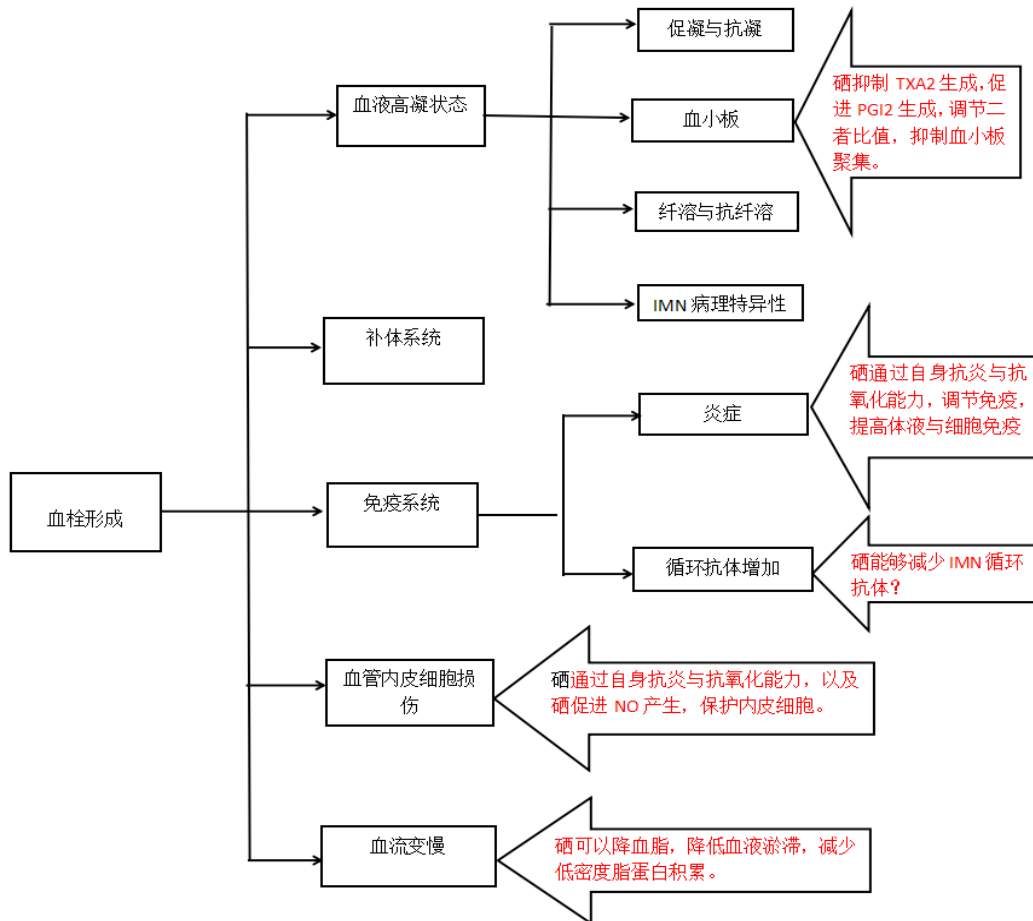 促凝与抗凝
硒抑制 TXA2 生成，促
进 PGI2 生成，调节二
者比值，抑制血小板
聚集。
血液高凝状态
血小板
纤溶与抗纤溶
IMN 病理特异性
补体系统
硒通过自身抗炎与抗
氧化能力，调节免疫，
提高体液与细胞免疫
炎症
血栓形成
免疫系统
循环抗体增加
硒能够减少 IMN 循环
抗体？
血管内皮细胞损
伤
硒通过自身抗炎与抗氧化能力，以及
硒促进 NO 产生，保护内皮细胞。
血流变慢
硒可以降血脂，降低血液淤滞，减少
低密度脂蛋白积累。